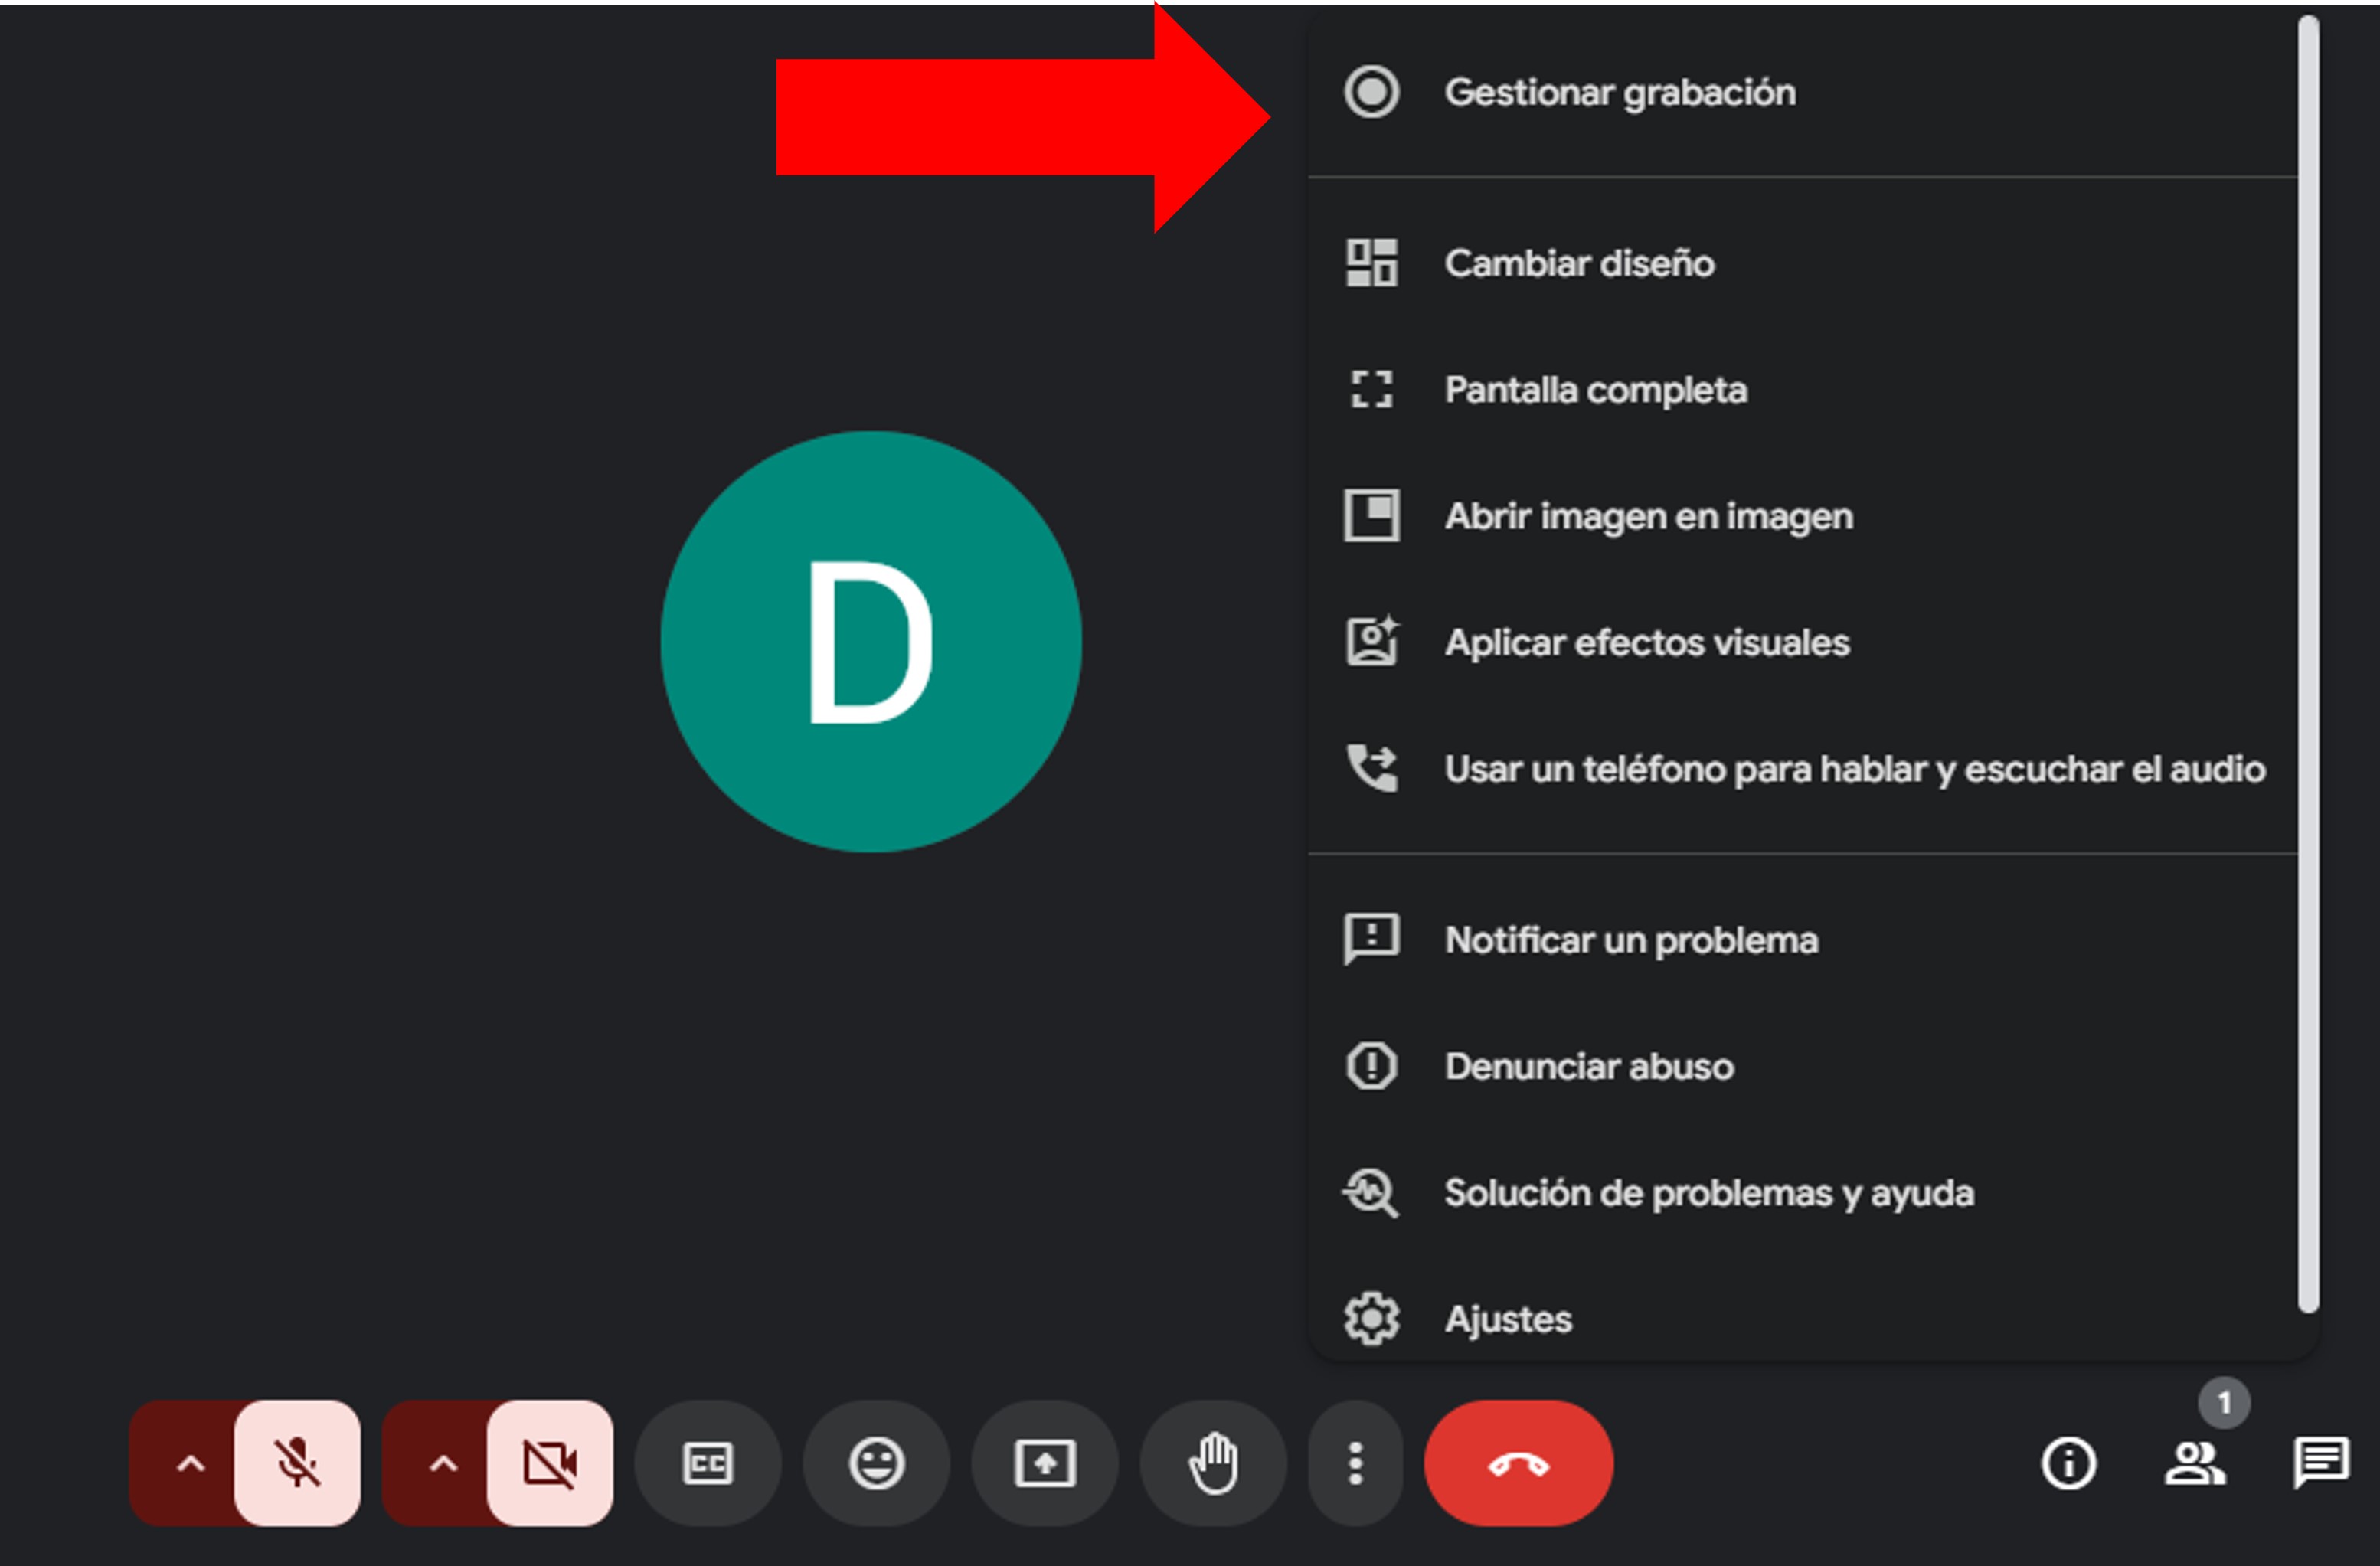 Gestionar grabación
Cambiar diseño
Pantalla completa
Abrir imagen en imagen
Aplicar efectos visuales
Usar un teléfono para hablar y escuchar el audio
D
Notificar un problema
Denunciar abuso
Solución de problemas y ayuda
Ajustes
1
CC